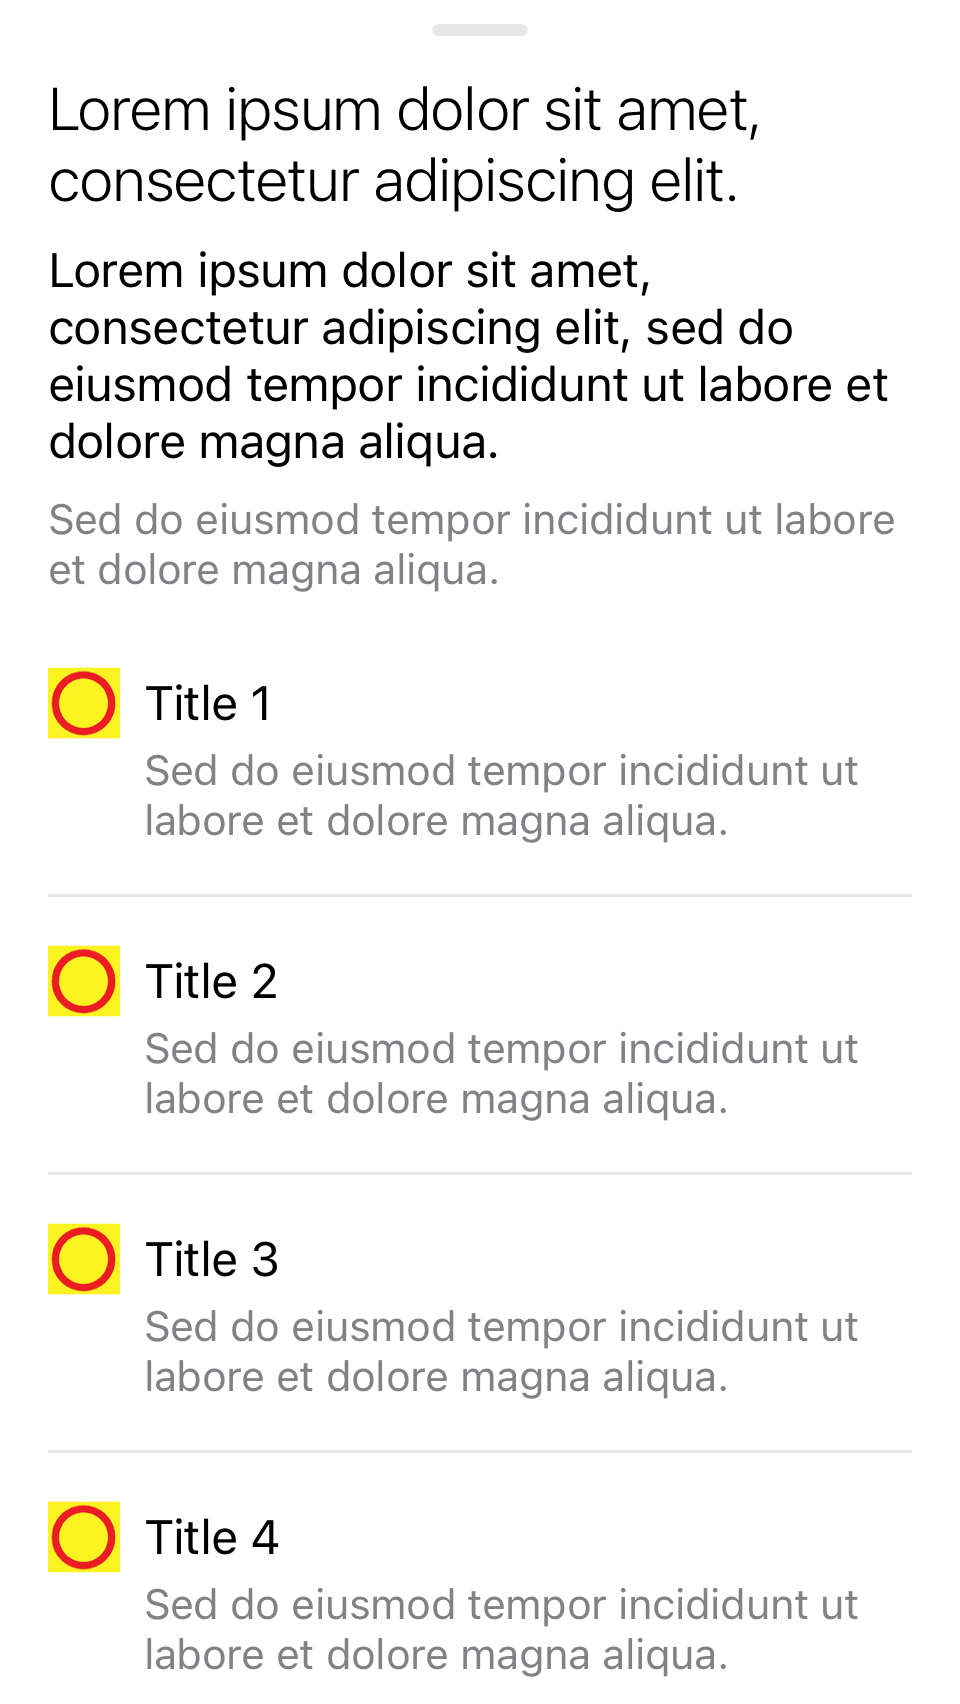 Lorem ipsum dolor sit amet,
consectetur adipiscing elit.
Lorem ipsum dolor sit amet,
consectetur adipiscing elit, sed do
eiusmod tempor incididunt ut labore et
dolore magna aliqua.
Sed do eiusmod tempor incididunt ut labore
et dolore magna aliqua.
Title 1
Sed do eiusmod tempor incididunt ut
labore et dolore magna aliqua.
Title 2
Sed do eiusmod tempor incididunt ut
labore et dolore magna aliqua.
Title 3
Sed do eiusmod tempor incididunt ut
labore et dolore magna aliqua.
Title 4
Sed do eiusmod tempor incididunt ut
labore et dolore magna aliqua.